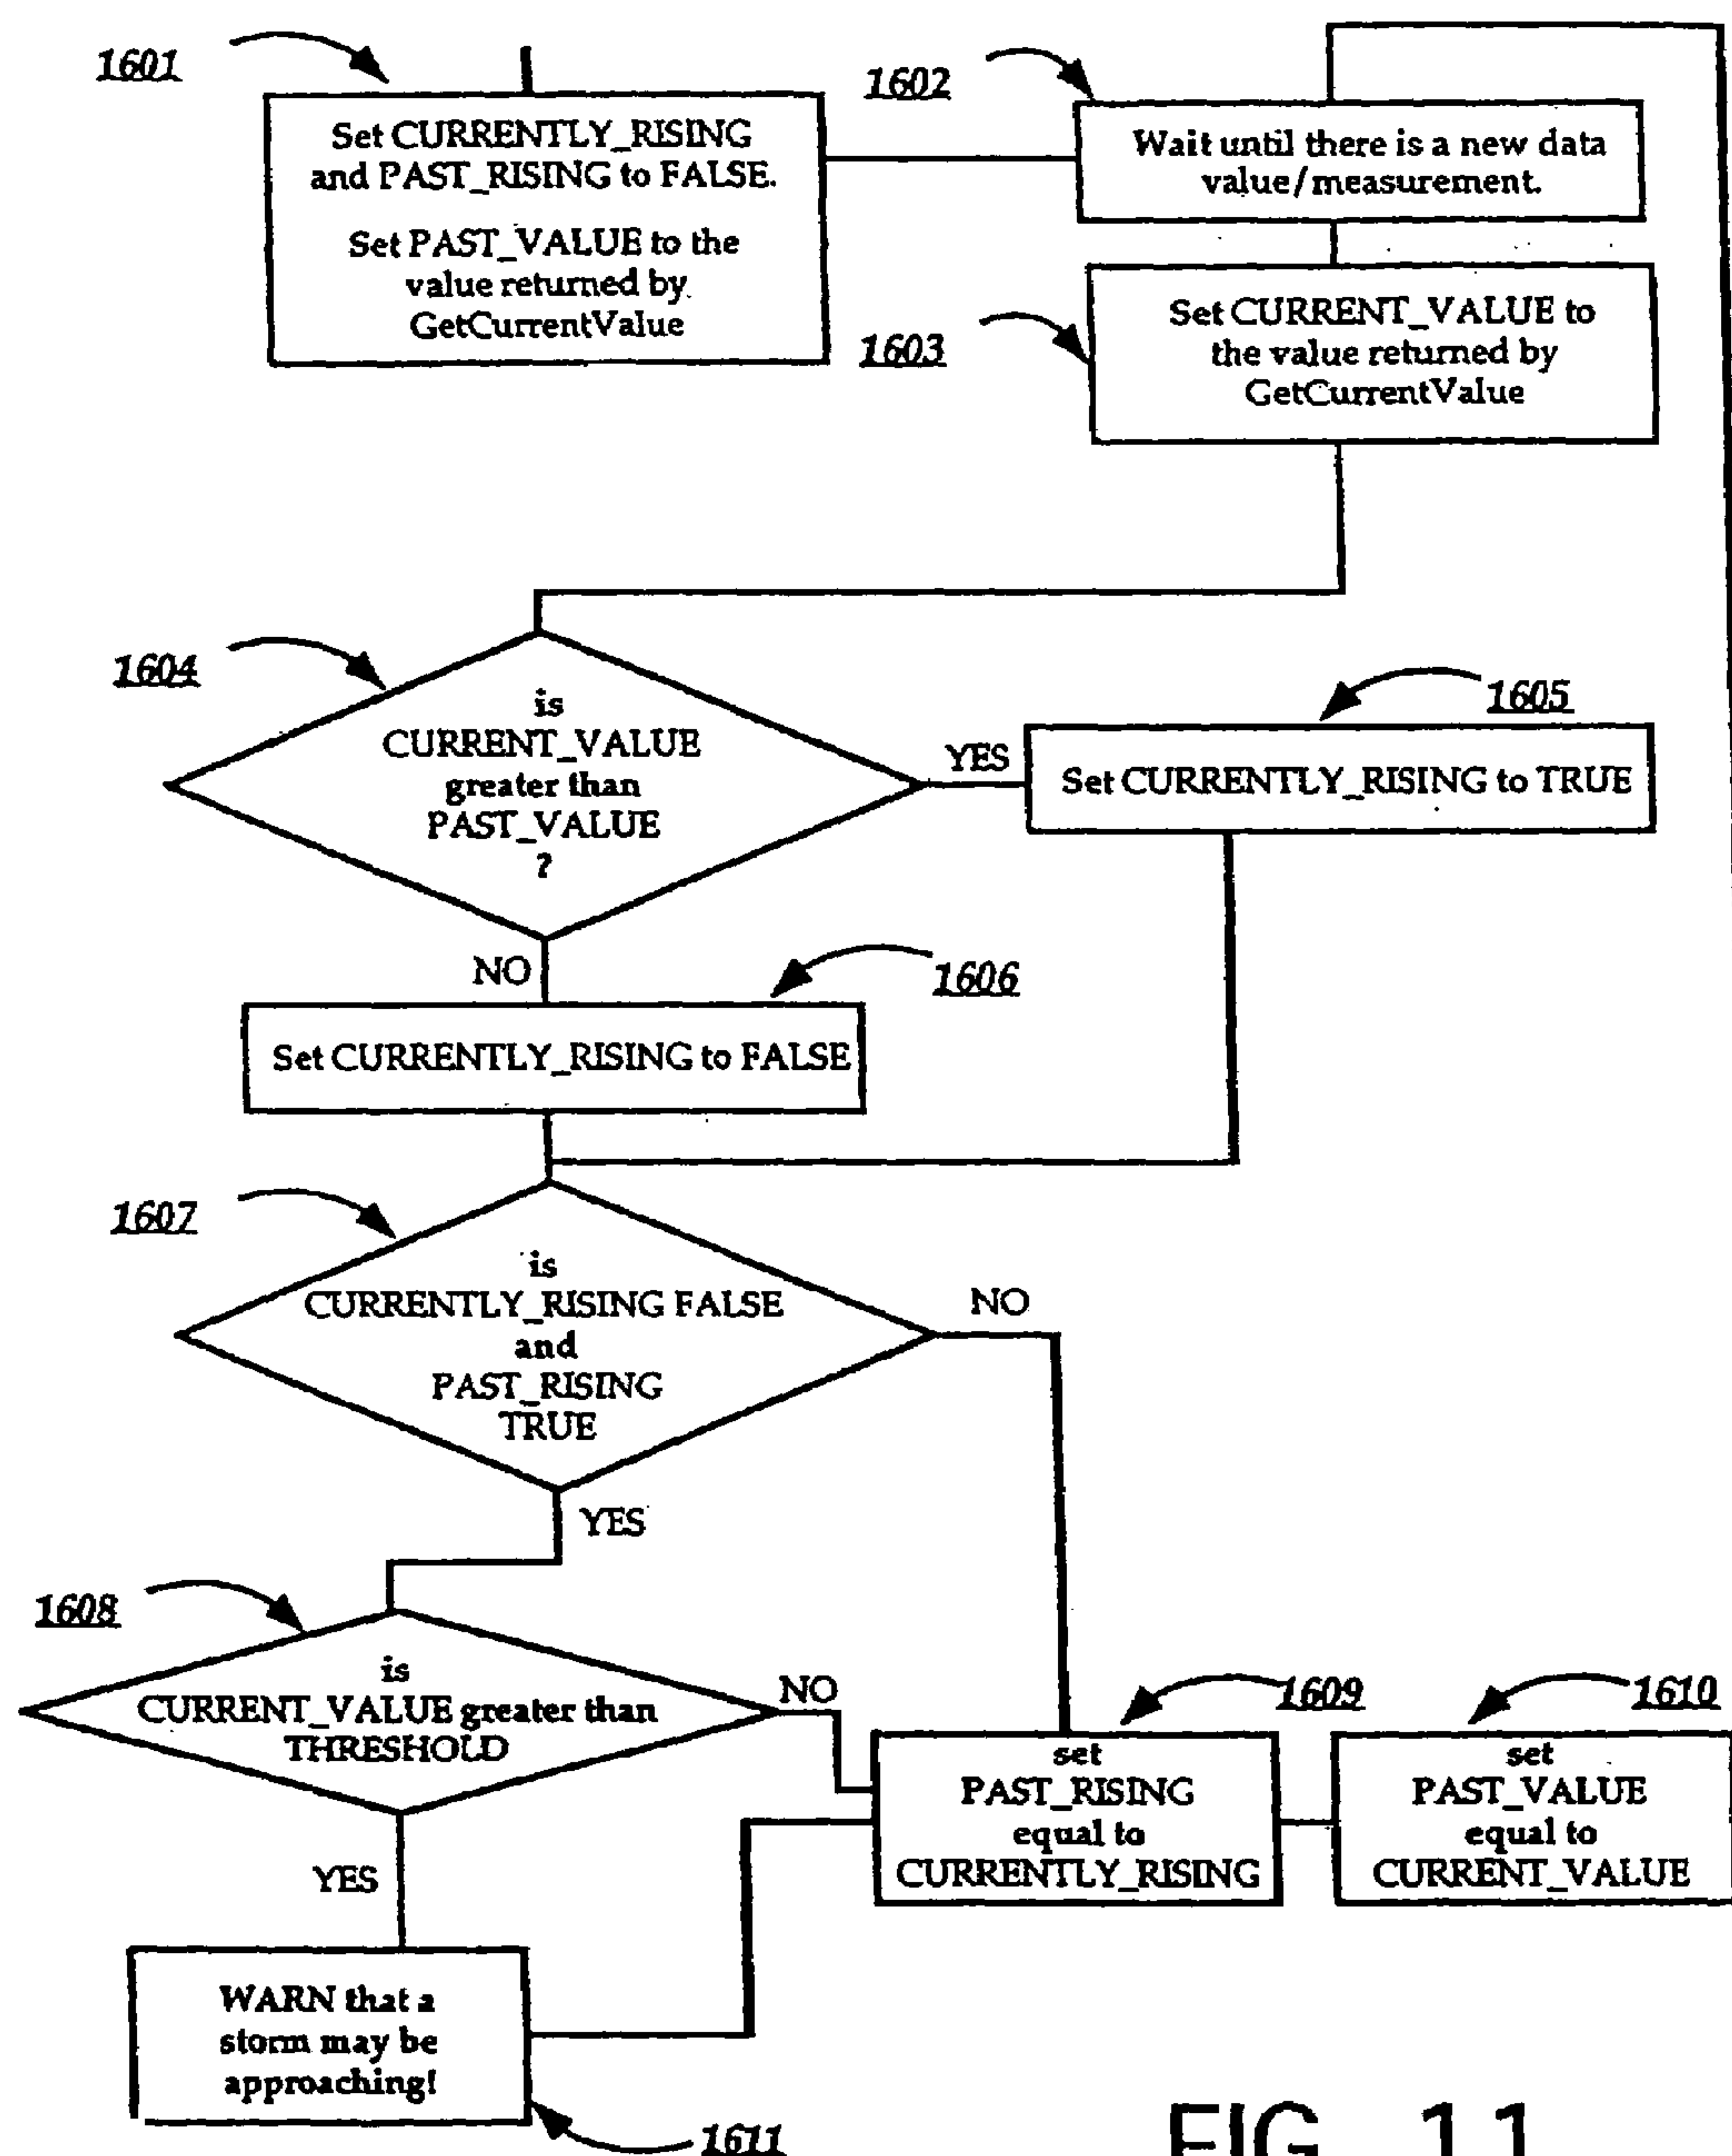 1601
Set CURRENTLY_RISING
and PAST_RISING to FALSE.
Set PAST_VALUE to the
value returned by
GetCurrentValue
1602
Wait until there is a new data
value/measurement.
1603
Set CURRENT_VALUE to
the value returned by
GetCurrentValue
1604
is
CURRENT_VALUE
greater than
PAST_VALUE
?
YES
1605
Set CURRENTLY_RISING to TRUE
NO
1606
Set CURRENTLY_RISING to FALSE
1607
is
CURRENTLY_RISING FALSE
and
PAST_RISING
TRUE
NO
YES
1608
is
CURRENT_VALUE greater than
THRESHOLD
NO
1609
set
PAST_RISING
equal to
CURRENTLY_RISING
1610
set
PAST_VALUE
equal to
CURRENT_VALUE
YES
WARN that a
storm may be
approaching!
1611
FIG 11